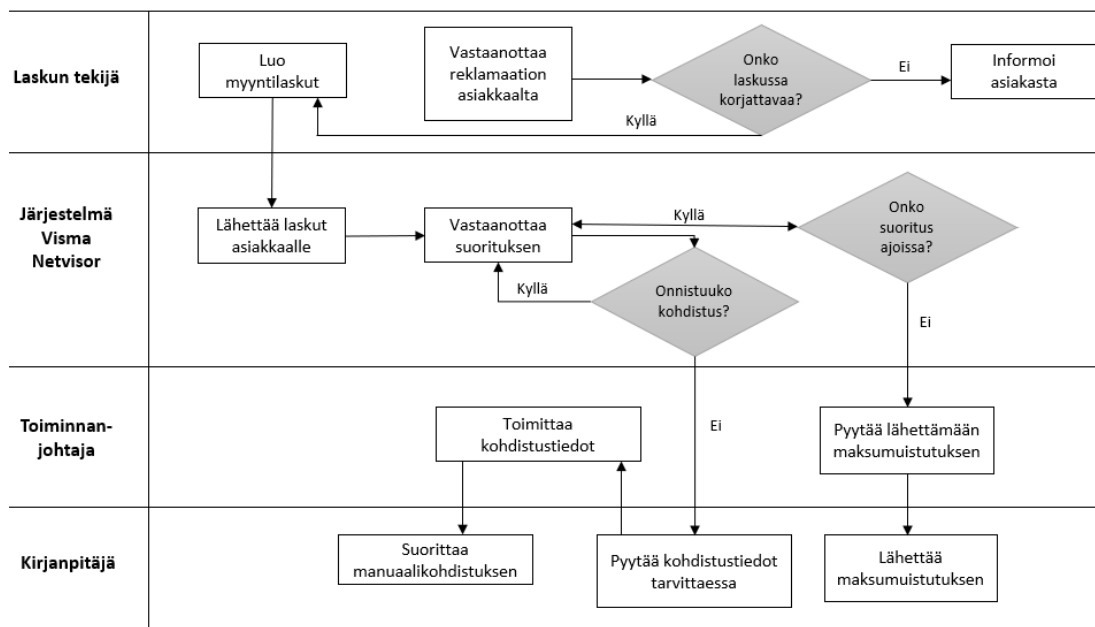 Laskun tekijä
Luo
myyntilaskut
Vastaanottaa
reklamaation
asiakkaalta
Onko
laskussa
korjattavaa?
Ei
Informoi
asiakasta
Kyllä
Järjestelmä
Visma
Netvisor
Lähettää laskut
asiakkaalle
Vastaanottaa
suorituksen
Kyllä
Onko
suoritus
ajoissa?
Kyllä
Onnistuuko
kohdistus?
Ei
Toiminnan-
johtaja
Toimittaa
kohdistustiedot
Ei
Pyytää lähettämään
maksumuistutuksen
Kirjanpitäjä
Suorittaa
manuaalikohdistuksen
Pyytää kohdistustiedot
tarvittaessa
Lähettää
maksumuistutuksen